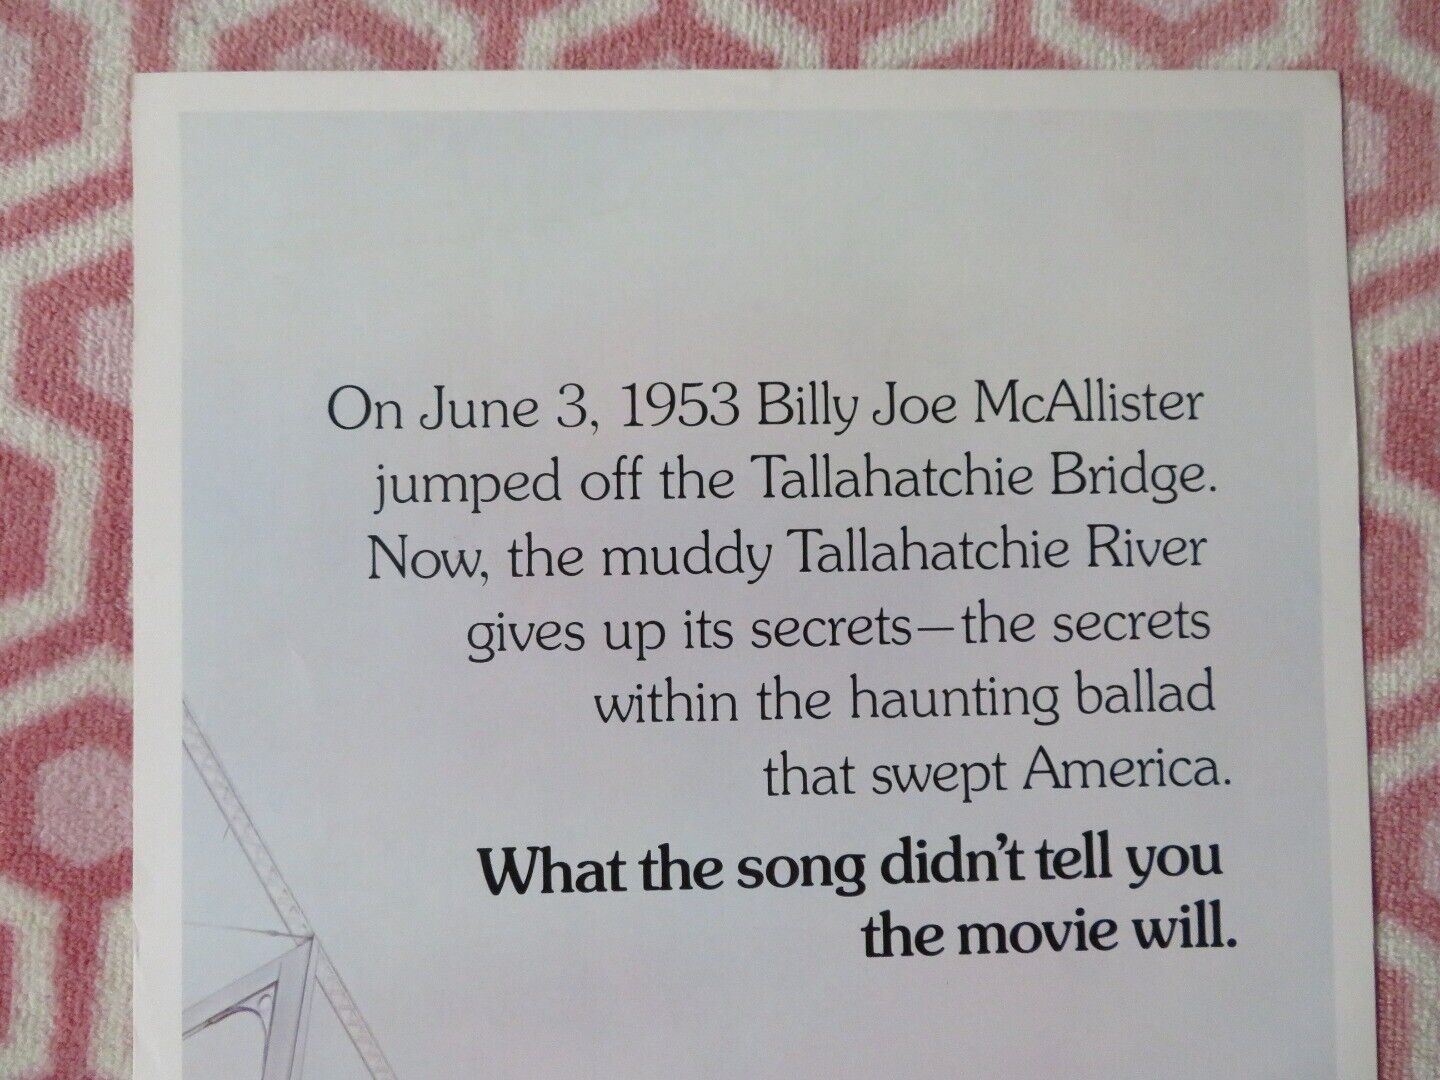 On June 3, 1953 Billy Joe McAllister
jumped off the Tallahatchie Bridge.
Now, the muddy Tallahatchie River
gives up its secrets—the secrets
within the haunting ballad
that swept America.
What the song didn't tell you
the movie will.